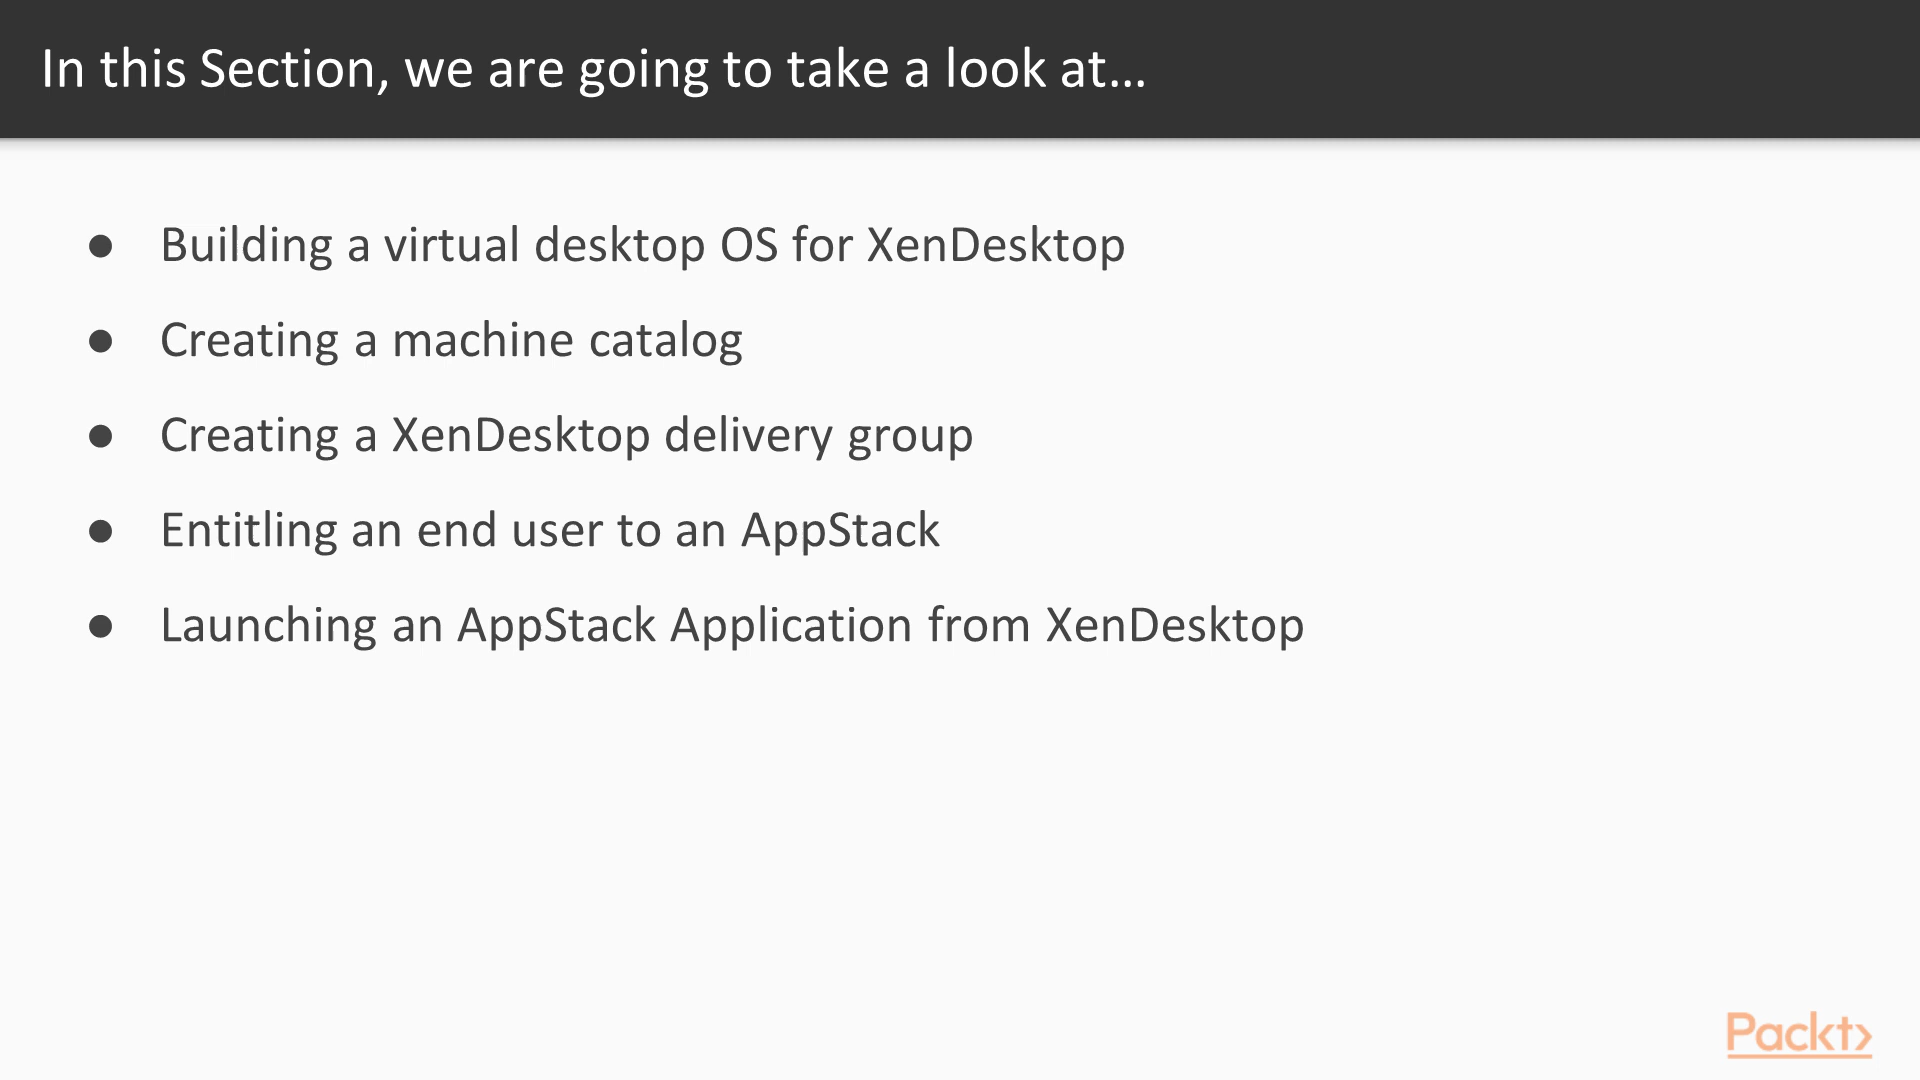 In this Section, we are going to take a look at...
● Building a virtual desktop OS for XenDesktop
● Creating a machine catalog
● Creating a XenDesktop delivery group
● Entitling an end user to an AppStack
● Launching an AppStack Application from XenDesktop
Packt>